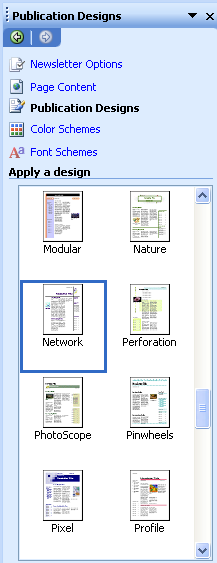 Publication Designs
Newsletter Options
Page Content
Publication Designs
Color Schemes
Font Schemes
Apply a design
Modular Nature
Network Perforation
PhotoScope Pinwheels
Pixel Profile